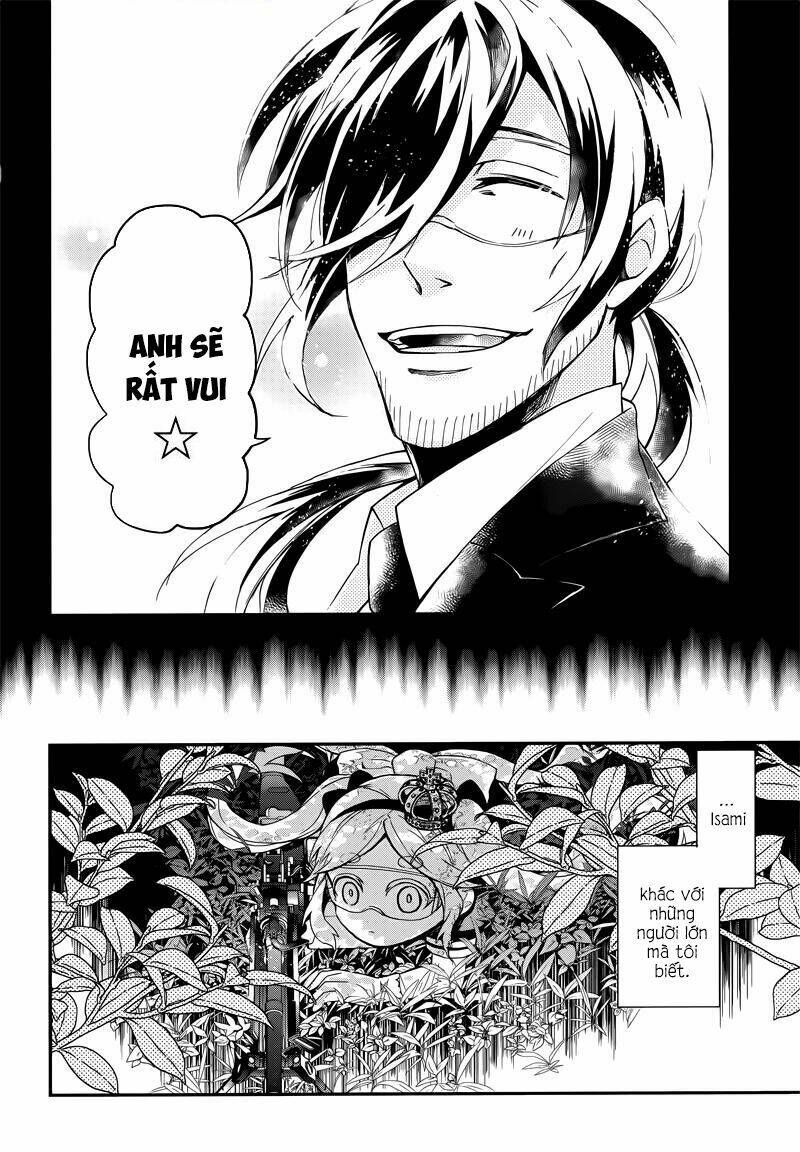 ANH SẼ
RẤT VUI
☆
...
Isami
khác với
những
người lớn
mà tôi
biết.